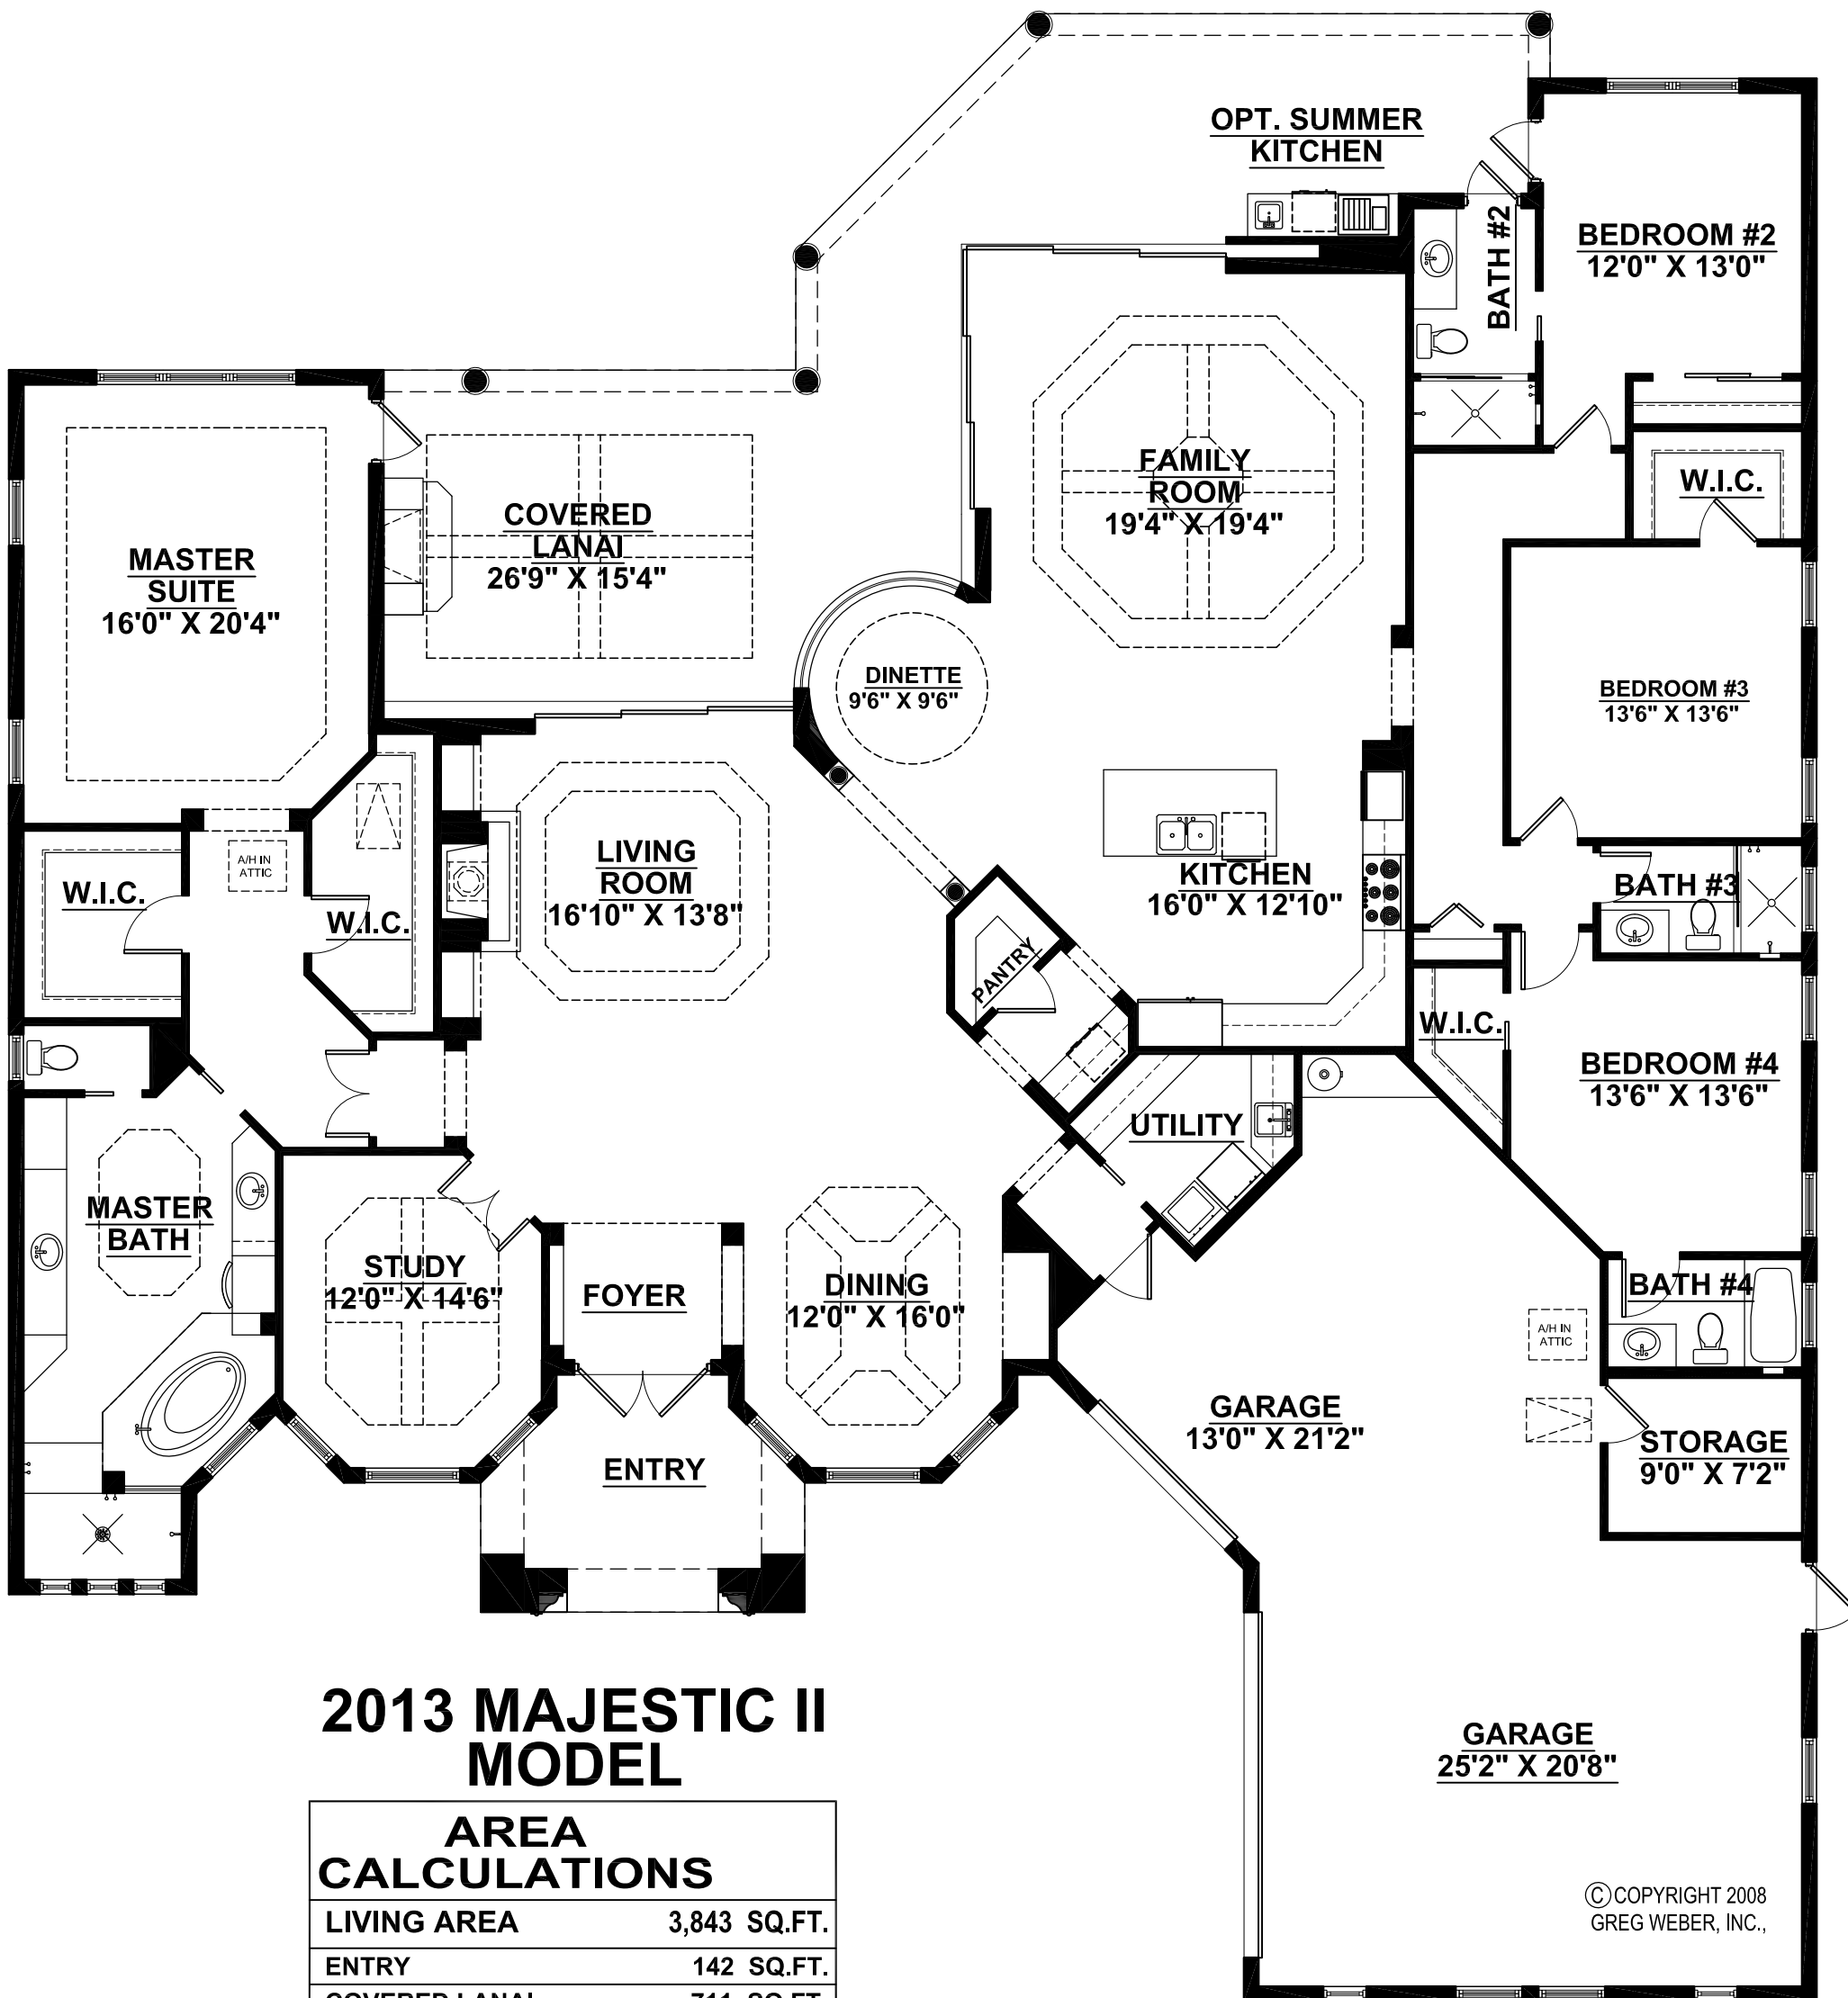 OPT. SUMMER
KITCHEN
BATH #2
BEDROOM #2
12'0" X 13'0"
FAMILY
ROOM
19'4" X 19'4"
W.I.C.
COVERED
LANAI
26'9" X 15'4"
MASTER
SUITE
16'0" X 20'4"
DINETTE
9'6" X 9'6"
BEDROOM #3
13'6" X 13'6"
A/H IN
ATTIC
LIVING
ROOM
16'10" X 13'8"
W.I.C.
W.I.C.
KITCHEN
16'0" X 12'10"
BATH #3
PANTRY
W.I.C.
BEDROOM #4
13'6" X 13'6"
UTILITY
MASTER
BATH
STUDY
12'0" X 14'6"
FOYER
DINING
12'0" X 16'0"
BATH #4
A/H IN
ATTIC
GARAGE
13'0" X 21'2"
STORAGE
9'0" X 7'2"
ENTRY
2013 MAJESTIC II
MODEL
GARAGE
25'2" X 20'8"
AREA
CALCULATIONS
LIVING AREA 3,843 SQ.FT.
ENTRY 142 SQ.FT.
COVERED LANAI 711 SQ.FT.
© COPYRIGHT 2008
GREG WEBER, INC.,